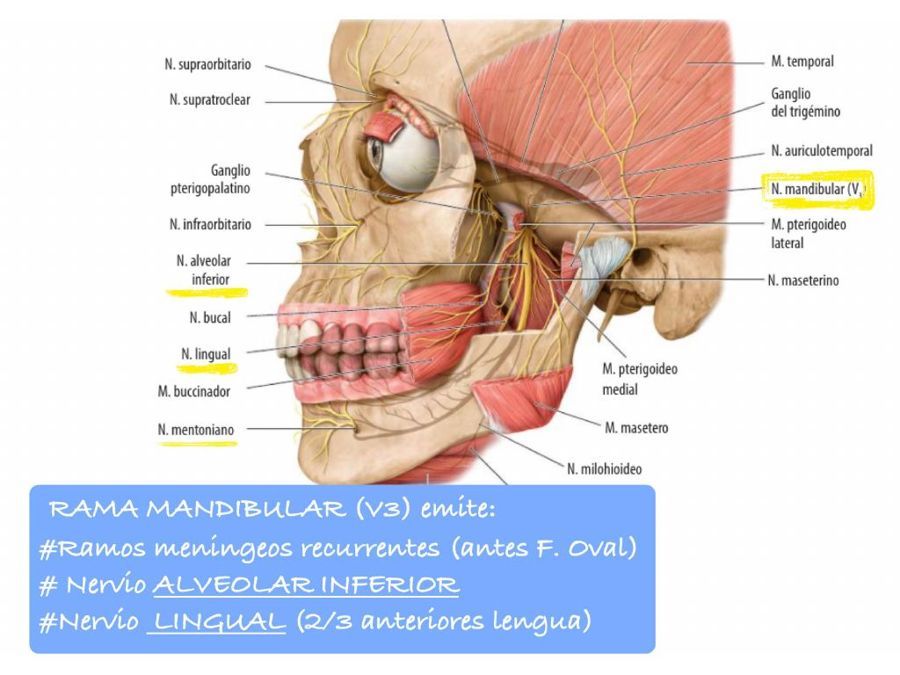 N. supraorbitario
N. supratroclear
Ganglio
pterigopalatino
N. infraorbitario
N. alveolar
inferior
N. bucal
N. lingual
M. buccinador
N. mentoniano
M. temporal
Ganglio
del trigémino
N. auriculotemporal
N. mandibular (V
M. pterigoideo
lateral
N. maseterino
M. pterigoideo
medial
M. masetero
N. milohioideo
RAMA MANDIBULAR (V3) emite:
#Ramos meníngeos recurrentes (antes F. Oval)
# Nervio ALVEOLAR INFERIOR
#Nervio LINGUAL (2/3 anteriores lengua)